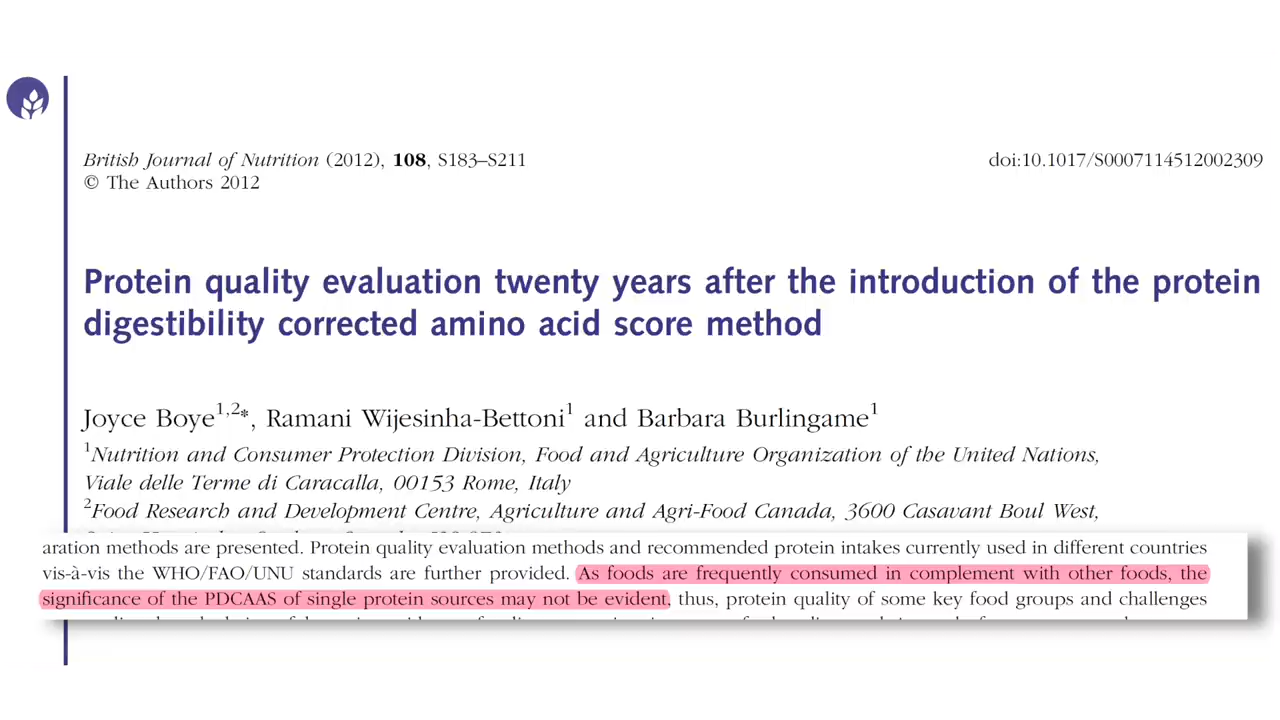 British Journal of Nutrition (2012), 108, S183–S211
doi:10.1017/S0007114512002309
© The Authors 2012
Protein quality evaluation twenty years after the introduction of the protein
digestibility corrected amino acid score method
Joyce Boye1,2*, Ramani Wijesinha-Bettoni1 and Barbara Burlingame1
1Nutrition and Consumer Protection Division, Food and Agriculture Organization of the United Nations,
Viale delle Terme di Caracalla, 00153 Rome, Italy
2Food Research and Development Centre, Agriculture and Agri-Food Canada, 3600 Casavant Boul West,
aration methods are presented. Protein quality evaluation methods and recommended protein intakes currently used in different countries
vis-à-vis the WHO/FAO/UNU standards are further provided. As foods are frequently consumed in complement with other foods, the
significance of the PDCAAS of single protein sources may not be evident, thus, protein quality of some key food groups and challenges